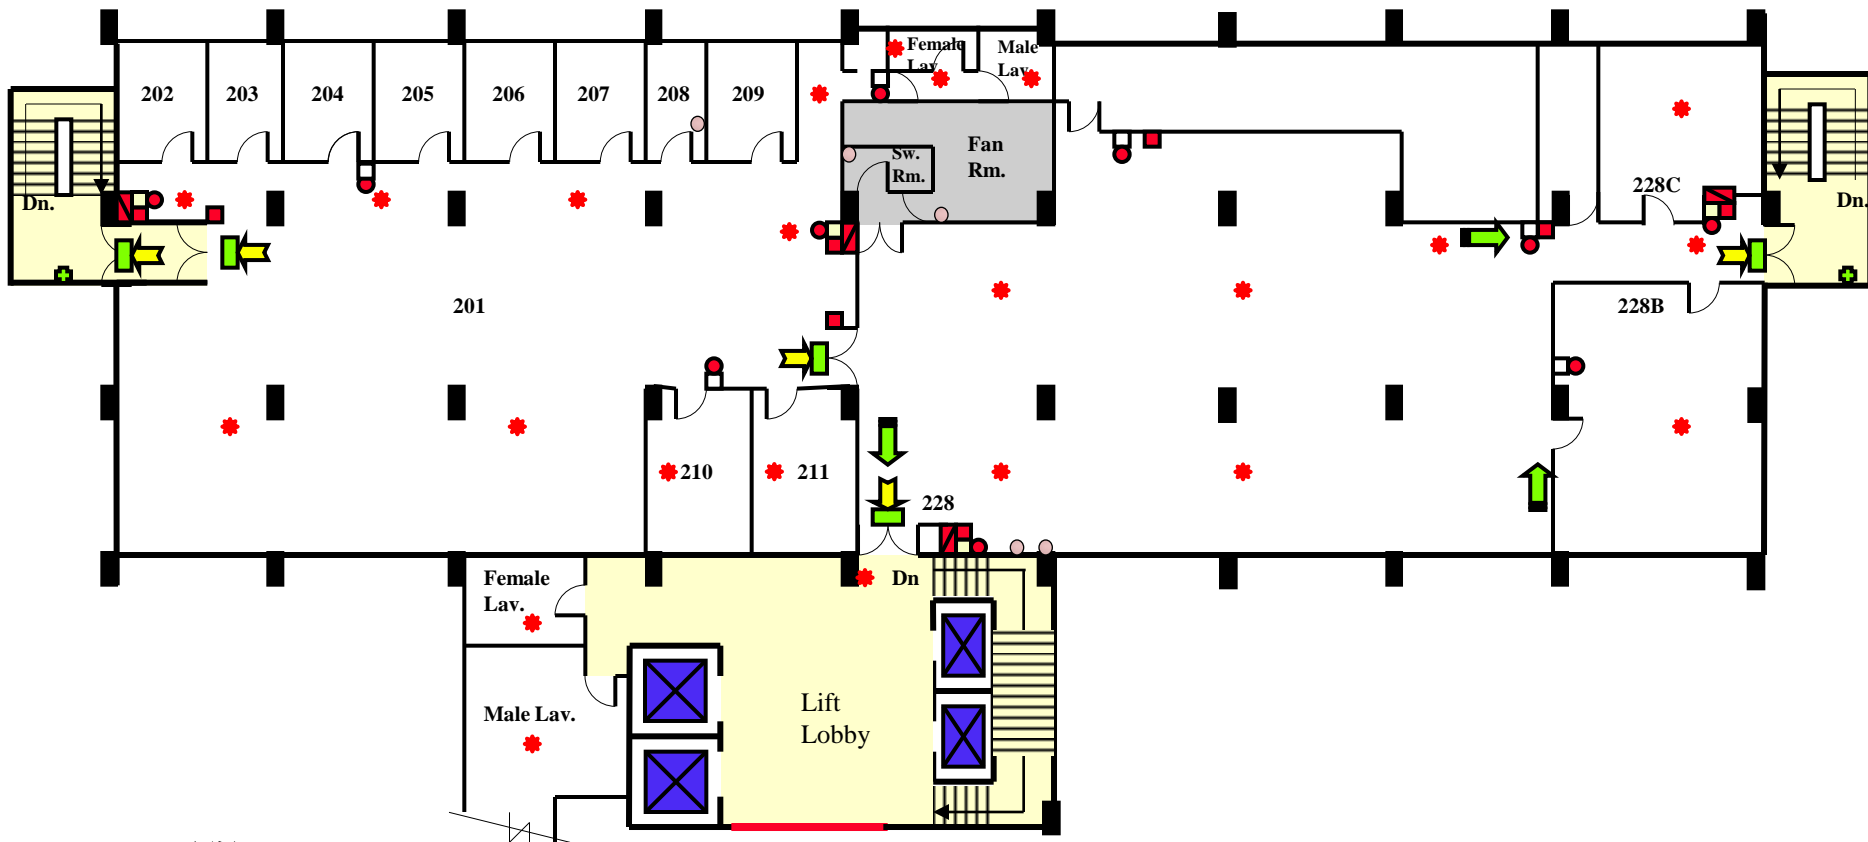 Female
Lav
Male
Lav
202
203
204
205
206
207
208
209
Fan
Rm.
Sw.
Rm.
228C
Dn.
Dn.
201
228B
210
211
228
Female
Lav.
Dn
Male Lav.
Lift
Lobby